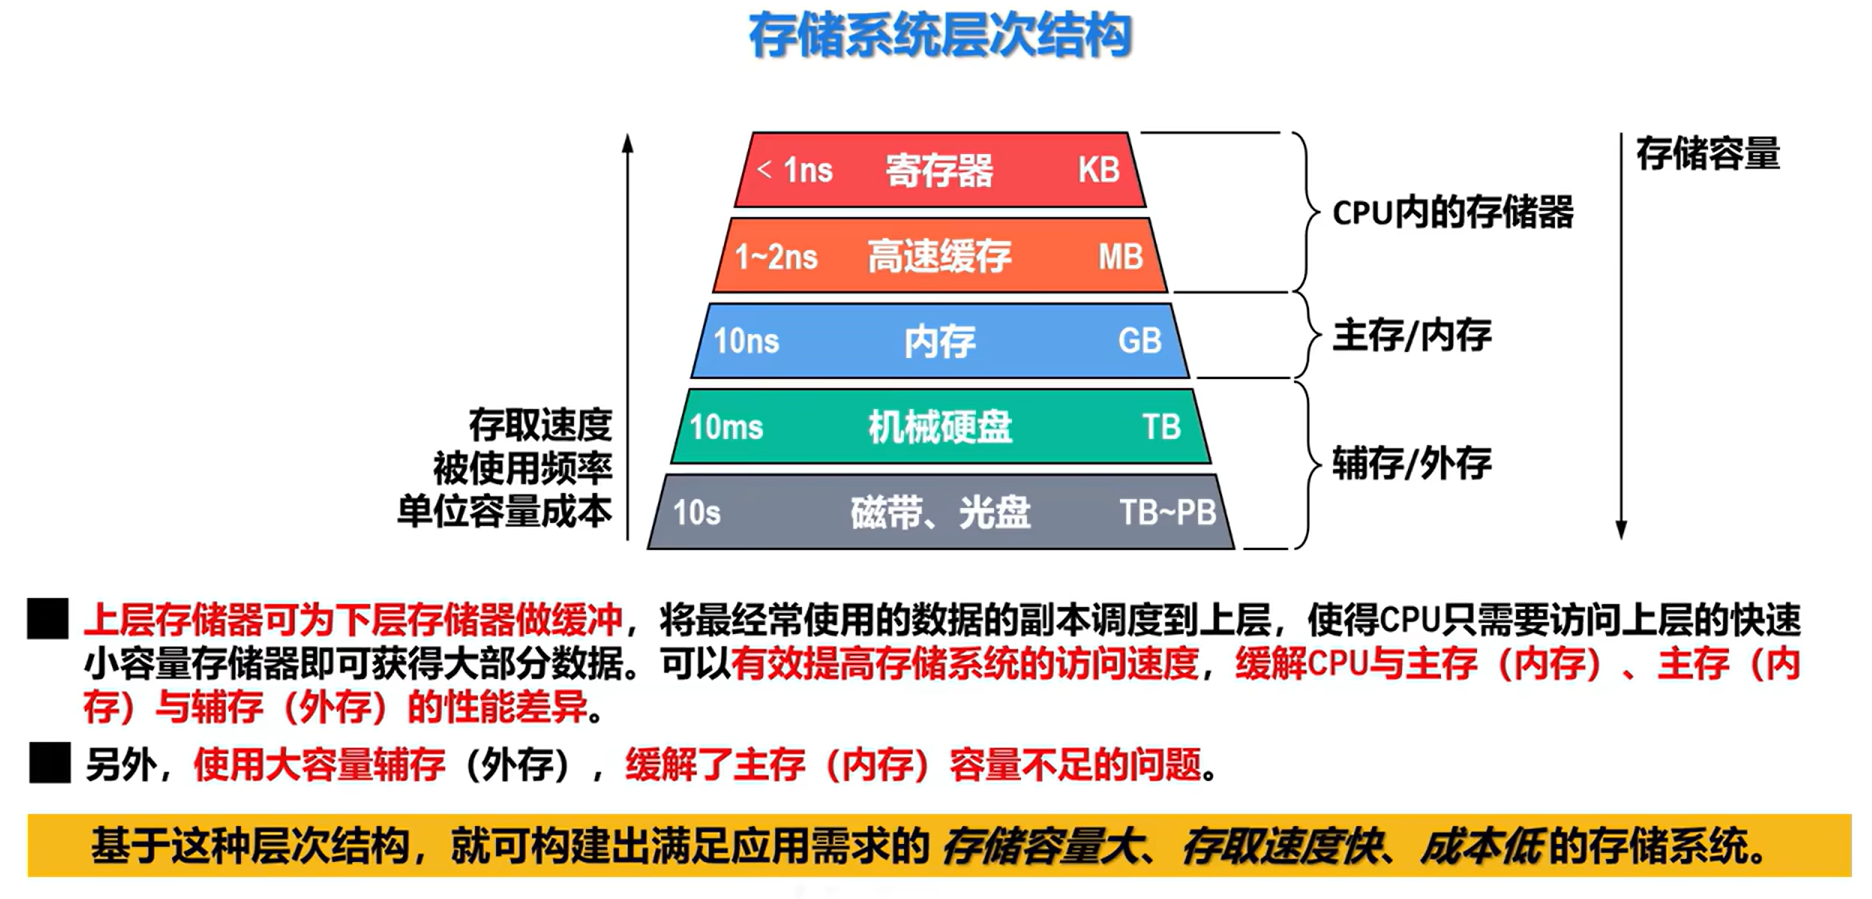 存储系统层次结构
< 1ns 寄存器 KB
1~2ns 高速缓存 MB
10ns 内存 GB
10ms 机械硬盘 TB
10s 磁带、光盘 TB~PB
存取速度
被使用频率
单位容量成本
CPU内的存储器
主存/内存
辅存/外存
存储容量
上层存储器可为下层存储器做缓冲，将最经常使用的数据的副本调度到上层，使得CPU只需要访问上层的快速
小容量存储器即可获得大部分数据。可以有效提高存储系统的访问速度，缓解CPU与主存（内存）、主存（内
存）与辅存（外存）的性能差异。
另外，使用大容量辅存（外存），缓解了主存（内存）容量不足的问题。
基于这种层次结构，就可构建出满足应用需求的 存储容量大、存取速度快、成本低 的存储系统。